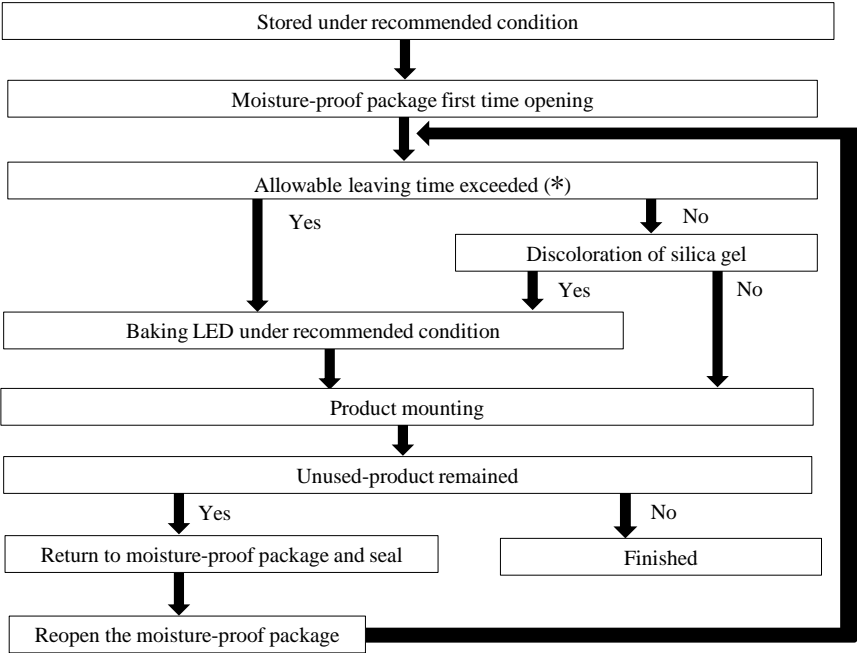 Stored under recommended condition
Moisture-proof package first time opening
Allowable leaving time exceeded (*)
Yes
No
Discoloration of silica gel
Yes
No
Baking LED under recommended condition
Product mounting
Unused-product remained
Yes
No
Return to moisture-proof package and seal
Finished
Reopen the moisture-proof package